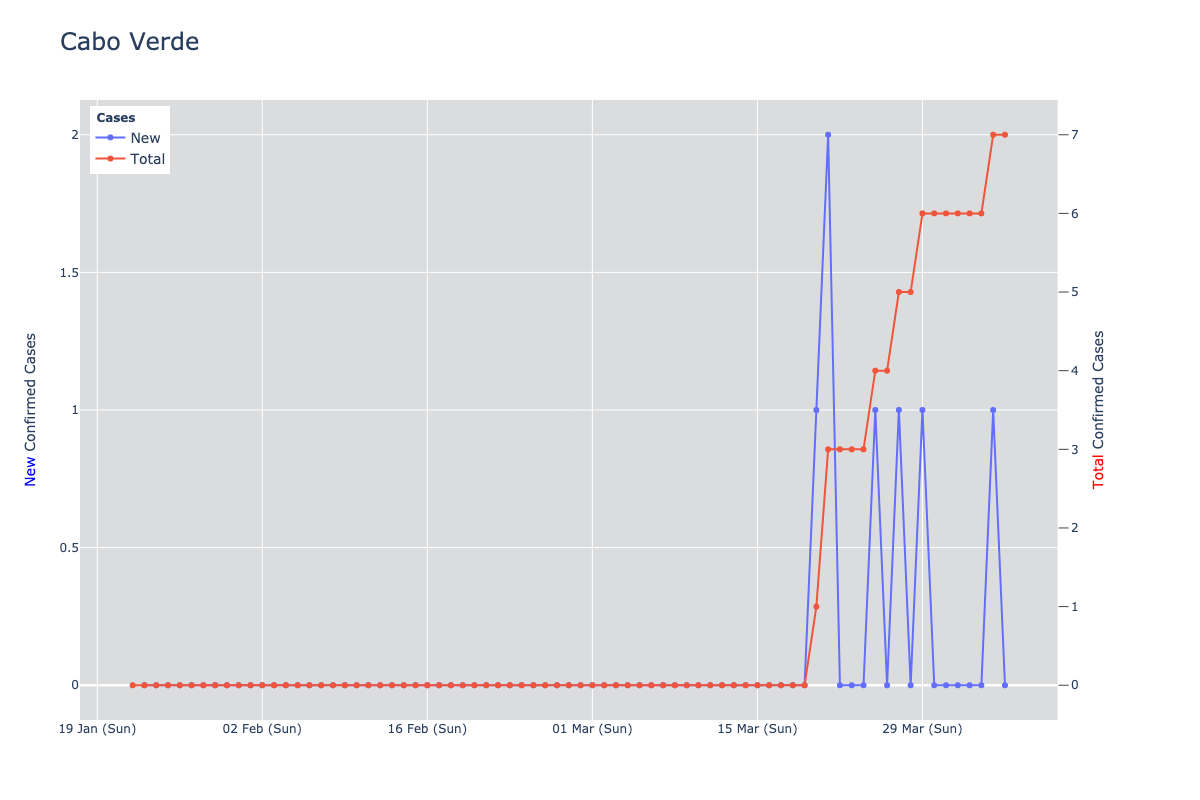 Cabo Verde
Cases
New
Total
2
1.5
1
0.5
0
7
6
5
4
3
2
1
0
New Confirmed Cases
Total Confirmed Cases
19 Jan (Sun)
02 Feb (Sun)
16 Feb (Sun)
01 Mar (Sun)
15 Mar (Sun)
29 Mar (Sun)